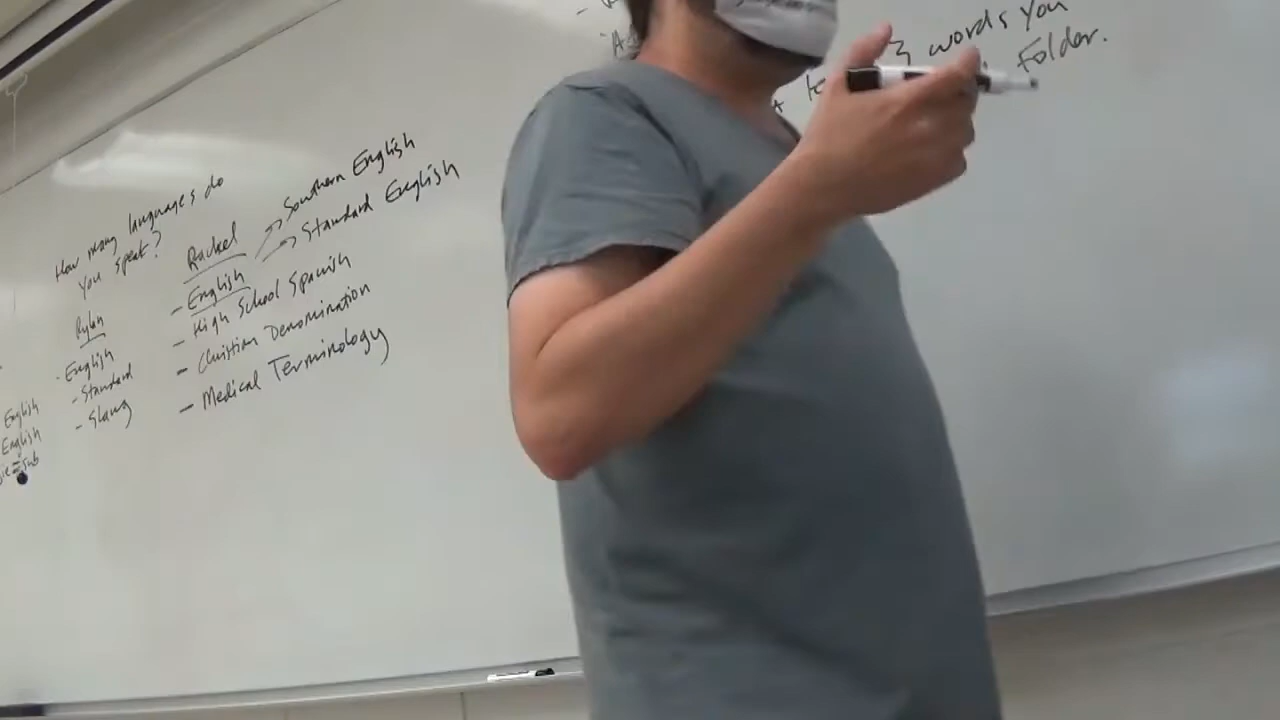 How many languages do
you speak?
Rylan
- English
- Standard
- Slang
Rachel
- English
Southern English
Standard English
- High School Spanish
- Christian Denomination
- Medical Terminology
English
English
3 words you
Folder.